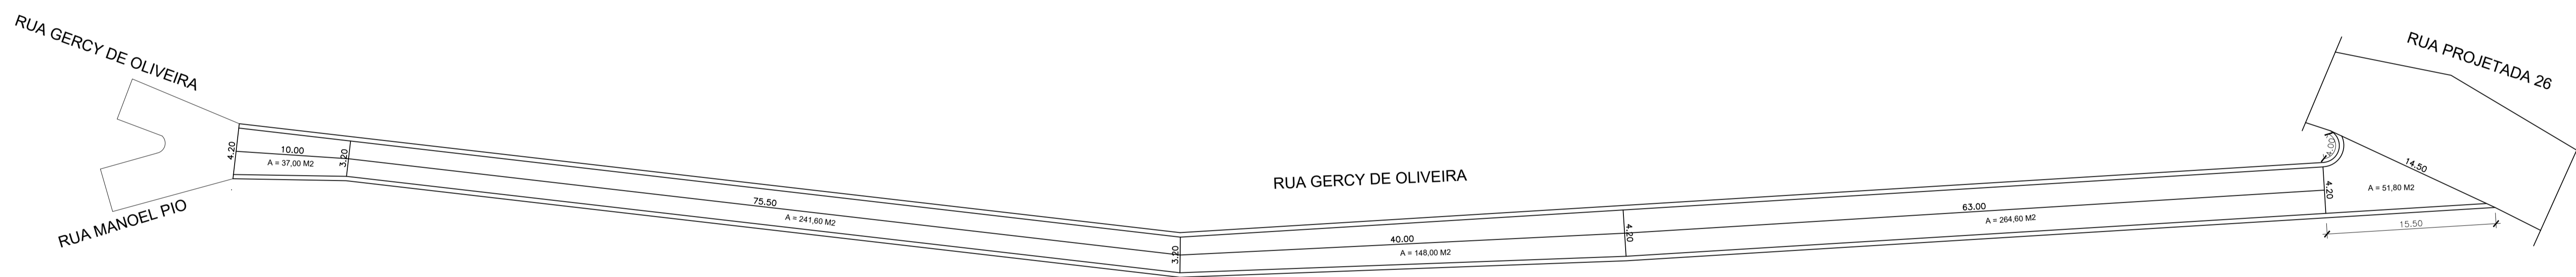 RUA GERCY DE OLIVEIRA
RUA MANOEL PIO
4.20
10.00
A = 37,00 M2
3.20
75.50
A = 241,60 M2
3.20
RUA GERCY DE OLIVEIRA
40.00
A = 148,00 M2
4.20
63.00
A = 264,60 M2
4.20
14.50
A = 51,80 M2
15.50
RUA PROJETADA 26